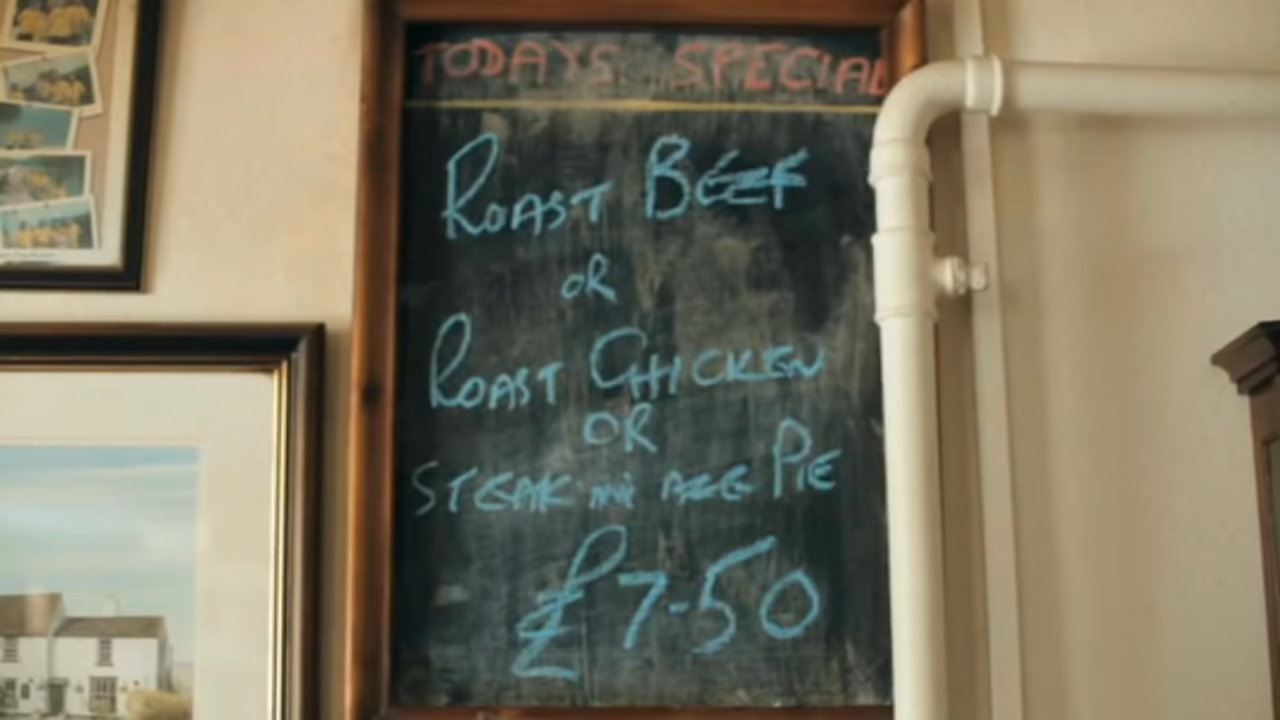 TODAYS SPECIAL
ROAST BEEF
OR
ROAST CHICKEN
OR
STEAK PIE
£7-50